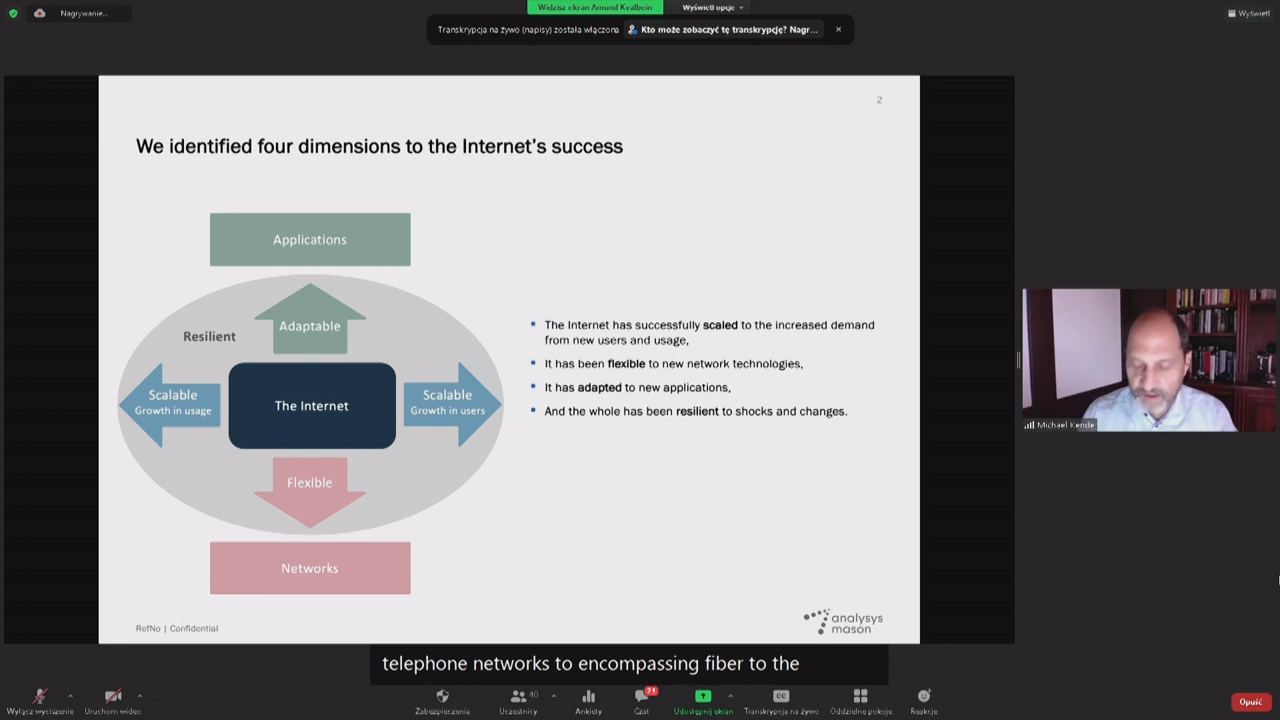 Nagrywanie...
Widzisz ekran Amund Kvalbein
Wyświetl opcje
Wyświetl
Transkrypcja na żywo (napisy) została włączona
Kto może zobaczyć tę transkrypcję? Nagr...
2
We identified four dimensions to the Internet's success
Applications
Resilient
Adaptable
Scalable
Growth in usage
The Internet
Scalable
Growth in users
Flexible
Networks
The Internet has successfully scaled to the increased demand
from new users and usage,
It has been flexible to new network technologies,
It has adapted to new applications,
And the whole has been resilient to shocks and changes.
Michael Kende
RefNo | Confidential
analysys
mason
telephone networks to encompassing fiber to the
Wyłącz wyciszenie
Uruchom wideo
Zabezpieczenia
40
Uczestnicy
Ankiety
21
Czat
Udostępnij ekran
CC
Transkrypcja na żywo
Oddzielne pokoje
Reakcje
Opuść